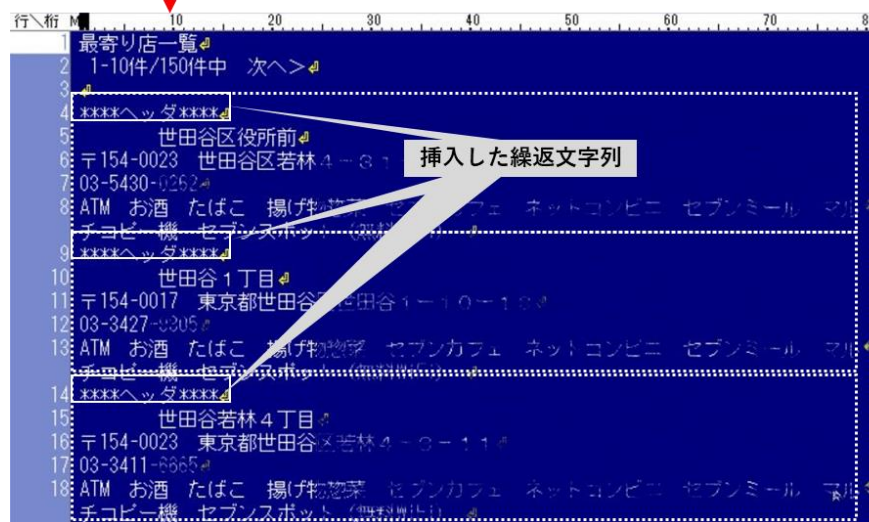 行＼桁 10 20 30 40 50 60 70 8
1 最寄り店一覧
2 1-10件/150件中　次へ＞
3
4 ****ヘッダ****
挿入した繰返文字列
5 世田谷区役所前
6 〒154-0023　世田谷区若林
7 03-5430-
8 ATM　お酒　たばこ　揚げ物惣菜　セブンカフェ　ネットコンビニ　セブンミール　マル
チコピー機　セブンスポット
9 ****ヘッダ****
10 世田谷１丁目
11 〒154-0017　東京都世田谷区世田谷１－１０－
12 03-3427-
13 ATM　お酒　たばこ　揚げ物惣菜　セブンカフェ　ネットコンビニ　セブンミール　マル
チコピー機　セブンスポット
14 ****ヘッダ****
15 世田谷若林４丁目
16 〒154-0023　東京都世田谷区若林４－
17 03-3411-
18 ATM　お酒　たばこ　揚げ物惣菜　セブンカフェ　ネットコンビニ　セブンミール　マル
チコピー機　セブンスポット